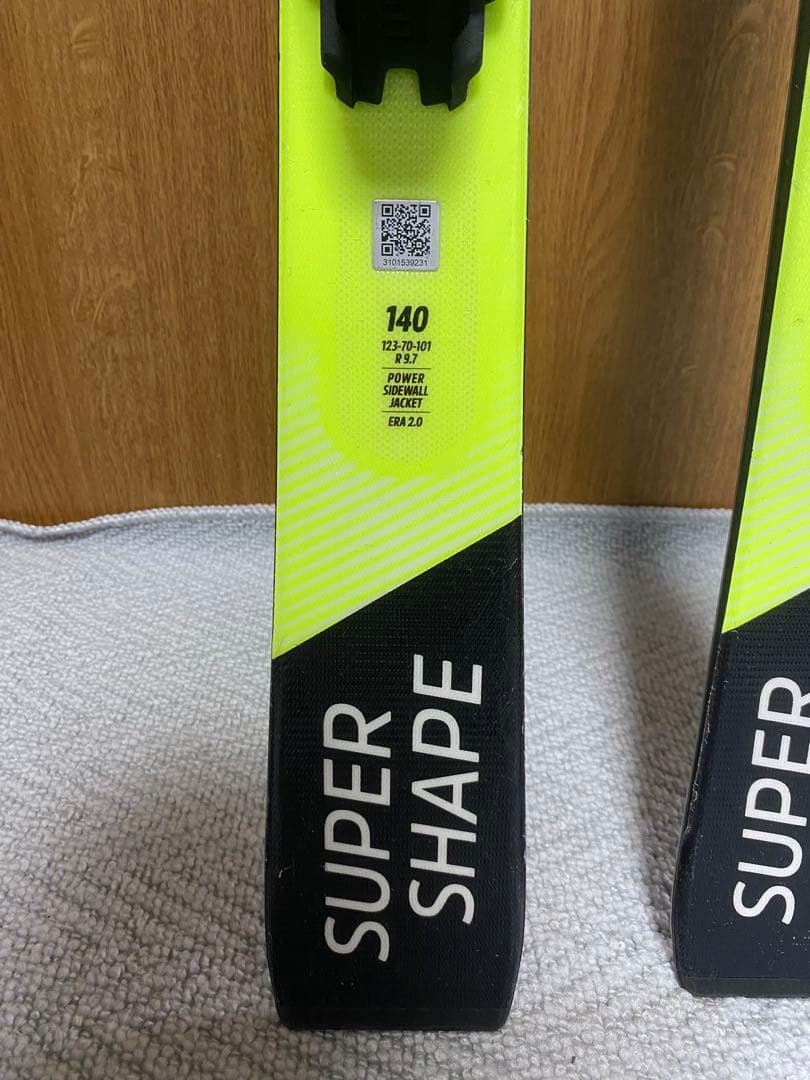 3101539231
140
123-70-101
R 9.7
POWER
SIDEWALL
JACKET
ERA 2.0
SUPER
SHAPE
SUPER